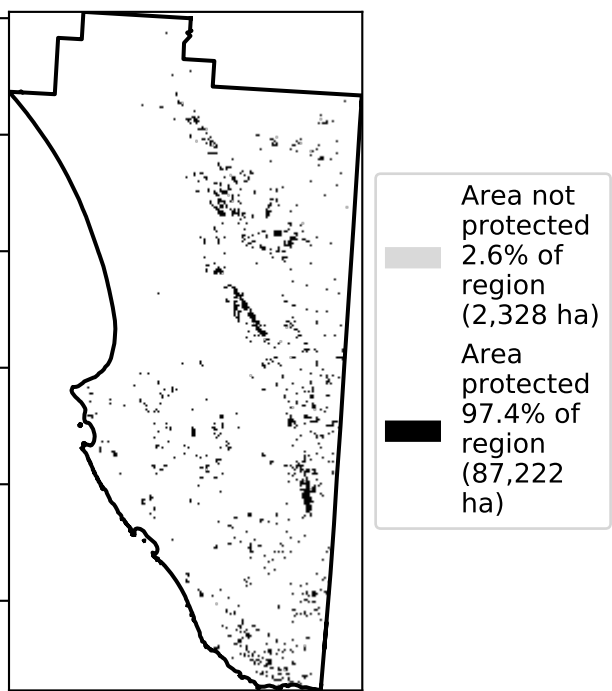 Area not
protected
2.6% of
region
(2,328 ha)
Area
protected
97.4% of
region
(87,222
ha)